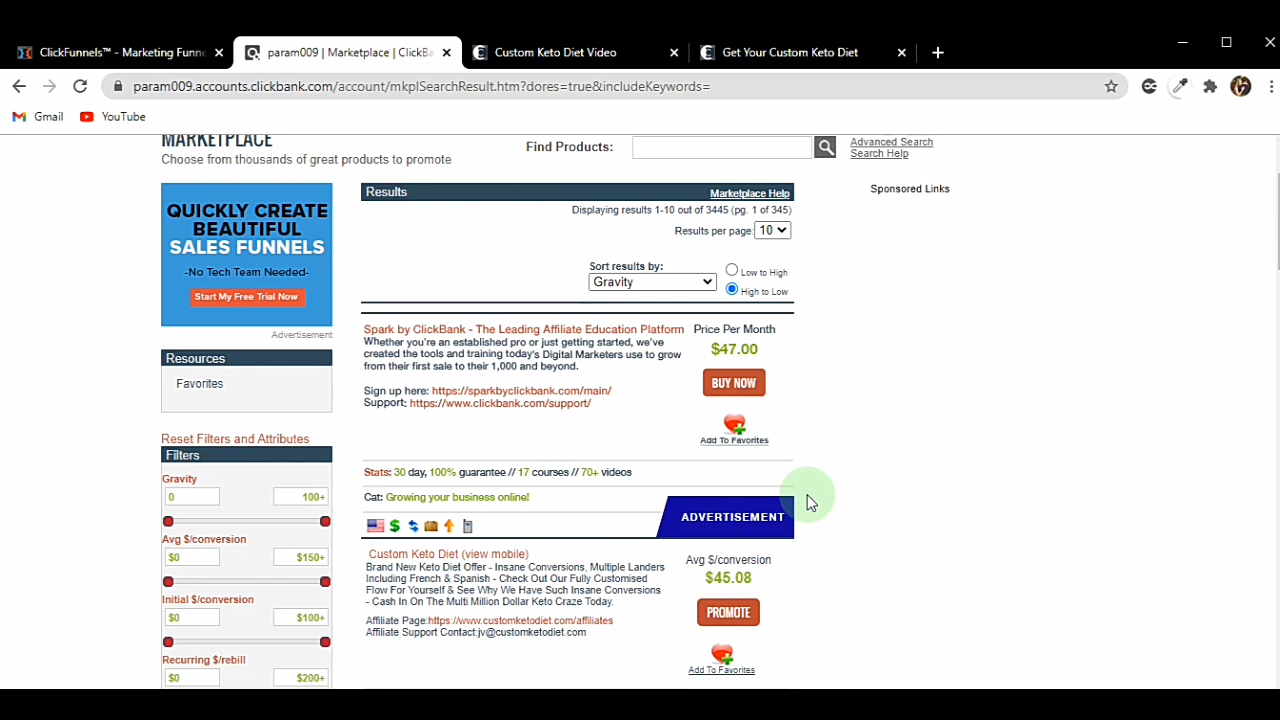 ClickFunnels™ - Marketing Funne
param009 | Marketplace | ClickBa
Custom Keto Diet Video
Get Your Custom Keto Diet
param009.accounts.clickbank.com/account/mkplSearchResult.htm?dores=true&includeKeywords=
Gmail
YouTube
MARKETPLACE
Choose from thousands of great products to promote
Find Products:
Advanced Search
Search Help
QUICKLY CREATE
BEAUTIFUL
SALES FUNNELS
-No Tech Team Needed-
Start My Free Trial Now
Advertisement
Resources
Favorites
Reset Filters and Attributes
Filters
Gravity
0 100+
Avg $/conversion
$0 $150+
Initial $/conversion
$0 $100+
Recurring $/rebill
$0 $200+
Results
Marketplace Help
Displaying results 1-10 out of 3445 (pg. 1 of 345)
Results per page: 10
Sort results by:
Gravity
Low to High
High to Low
Spark by ClickBank - The Leading Affiliate Education Platform
Whether you're an established pro or just getting started, we've
created the tools and training today's Digital Marketers use to grow
from their first sale to their 1,000 and beyond.
Sign up here: https://sparkbyclickbank.com/main/
Support: https://www.clickbank.com/support/
Price Per Month
$47.00
BUY NOW
Add To Favorites
Stats: 30 day, 100% guarantee // 17 courses // 70+ videos
Cat: Growing your business online!
ADVERTISEMENT
Custom Keto Diet (view mobile)
Brand New Keto Diet Offer - Insane Conversions, Multiple Landers
Including French & Spanish - Check Out Our Fully Customised
Flow For Yourself & See Why We Have Such Insane Conversions
- Cash In On The Multi Million Dollar Keto Craze Today.
Affiliate Page:https://www.customketodiet.com/affiliates
Affiliate Support Contact:jv@customketodiet.com
Avg $/conversion
$45.08
PROMOTE
Add To Favorites
Sponsored Links